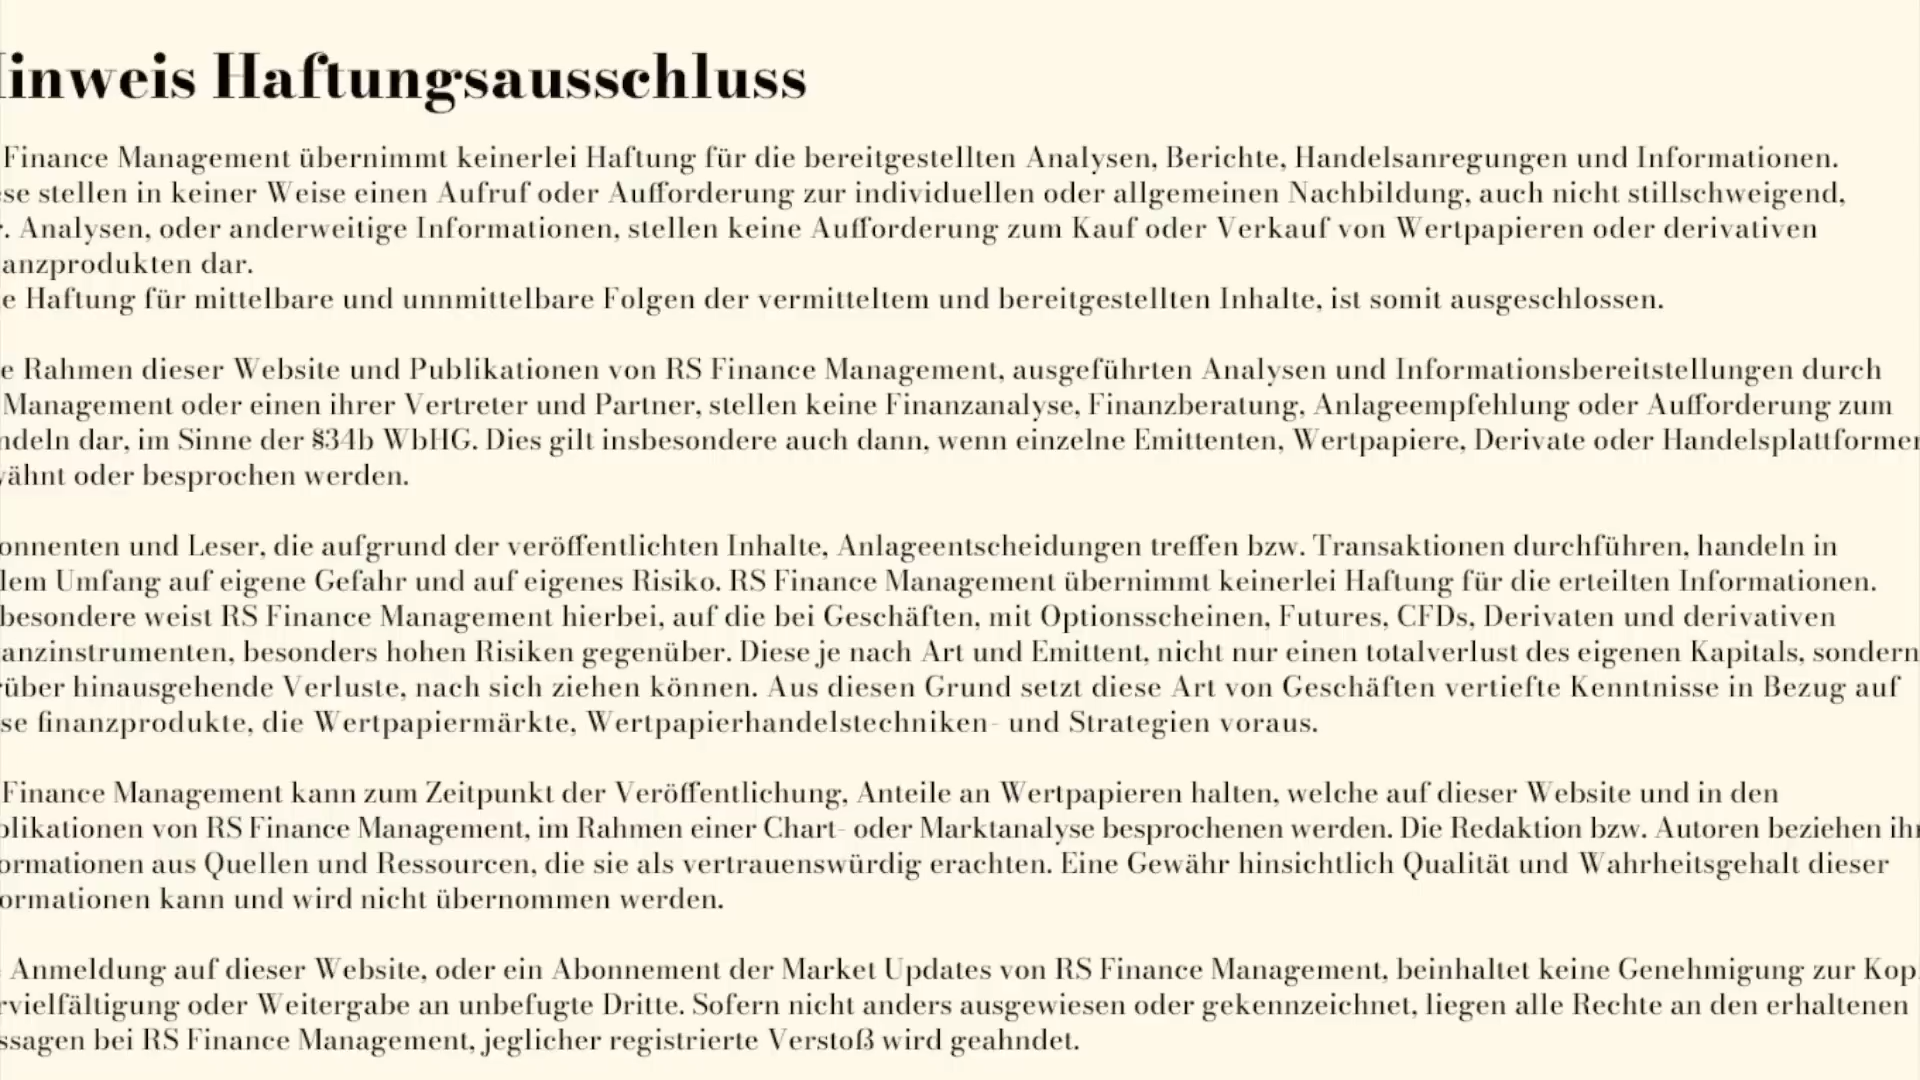 inweis Haftungsausschluss
Finance Management übernimmt keinerlei Haftung für die bereitgestellten Analysen, Berichte, Handelsanregungen und Informationen.
se stellen in keiner Weise einen Aufruf oder Aufforderung zur individuellen oder allgemeinen Nachbildung, auch nicht stillschweigend,
. Analysen, oder anderweitige Informationen, stellen keine Aufforderung zum Kauf oder Verkauf von Wertpapieren oder derivativen
anzprodukten dar.
e Haftung für mittelbare und unnmittelbare Folgen der vermitteltem und bereitgestellten Inhalte, ist somit ausgeschlossen.
e Rahmen dieser Website und Publikationen von RS Finance Management, ausgeführten Analysen und Informationsbereitstellungen durch
Management oder einen ihrer Vertreter und Partner, stellen keine Finanzanalyse, Finanzberatung, Anlageempfehlung oder Aufforderung zum
ndeln dar, im Sinne der §34b WbHG. Dies gilt insbesondere auch dann, wenn einzelne Emittenten, Wertpapiere, Derivate oder Handelsplattformen
ähnt oder besprochen werden.
onnenten und Leser, die aufgrund der veröffentlichten Inhalte, Anlageentscheidungen treffen bzw. Transaktionen durchführen, handeln in
lem Umfang auf eigene Gefahr und auf eigenes Risiko. RS Finance Management übernimmt keinerlei Haftung für die erteilten Informationen.
besondere weist RS Finance Management hierbei, auf die bei Geschäften, mit Optionsscheinen, Futures, CFDs, Derivaten und derivativen
anzinstrumenten, besonders hohen Risiken gegenüber. Diese je nach Art und Emittent, nicht nur einen totalverlust des eigenen Kapitals, sondern
rüber hinausgehende Verluste, nach sich ziehen können. Aus diesen Grund setzt diese Art von Geschäften vertiefte Kenntnisse in Bezug auf
se finanzprodukte, die Wertpapiermärkte, Wertpapierhandelstechniken- und Strategien voraus.
Finance Management kann zum Zeitpunkt der Veröffentlichung, Anteile an Wertpapieren halten, welche auf dieser Website und in den
blikationen von RS Finance Management, im Rahmen einer Chart- oder Marktanalyse besprochenen werden. Die Redaktion bzw. Autoren beziehen ihr
ormationen aus Quellen und Ressourcen, die sie als vertrauenswürdig erachten. Eine Gewähr hinsichtlich Qualität und Wahrheitsgehalt dieser
ormationen kann und wird nicht übernommen werden.
Anmeldung auf dieser Website, oder ein Abonnement der Market Updates von RS Finance Management, beinhaltet keine Genehmigung zur Kop
rvielfältigung oder Weitergabe an unbefugte Dritte. Sofern nicht anders ausgewiesen oder gekennzeichnet, liegen alle Rechte an den erhaltenen
ssagen bei RS Finance Management, jeglicher registrierte Verstoß wird geahndet.